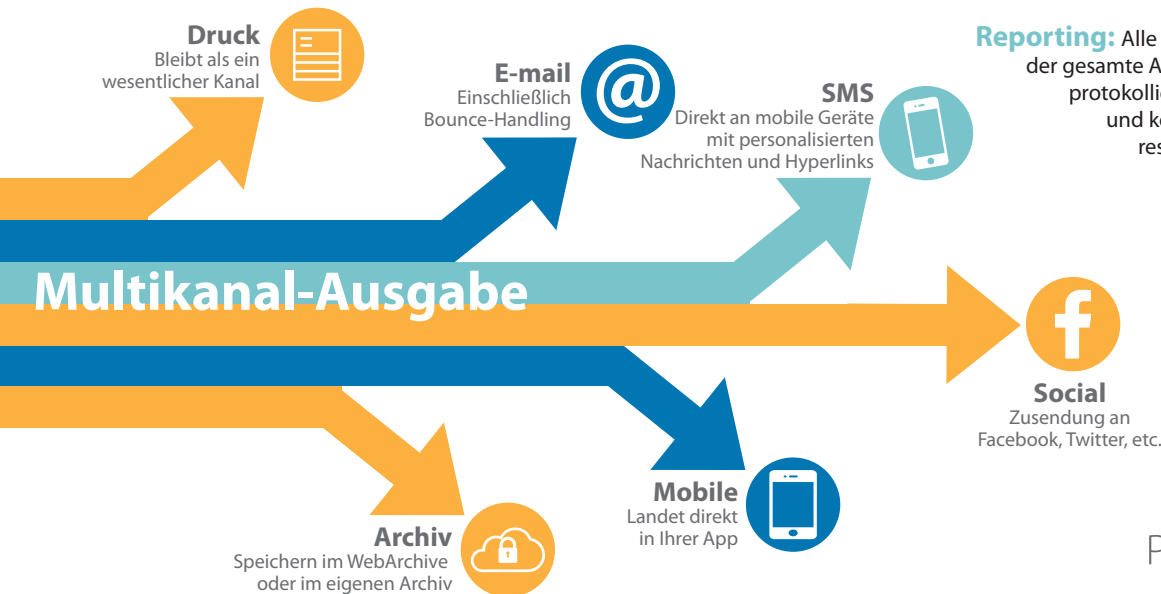 Druck
Bleibt als ein
wesentlicher Kanal
E-mail
Einschließlich
Bounce-Handling
@
SMS
Direkt an mobile Geräte
mit personalisierten
Nachrichten und Hyperlinks
Reporting: Alle
der gesamte A
protokollie
und ko
res
Multikanal-Ausgabe
f
Social
Zusendung an
Facebook, Twitter, etc.
Mobile
Landet direkt
in Ihrer App
Archiv
Speichern im WebArchive
oder im eigenen Archiv
P